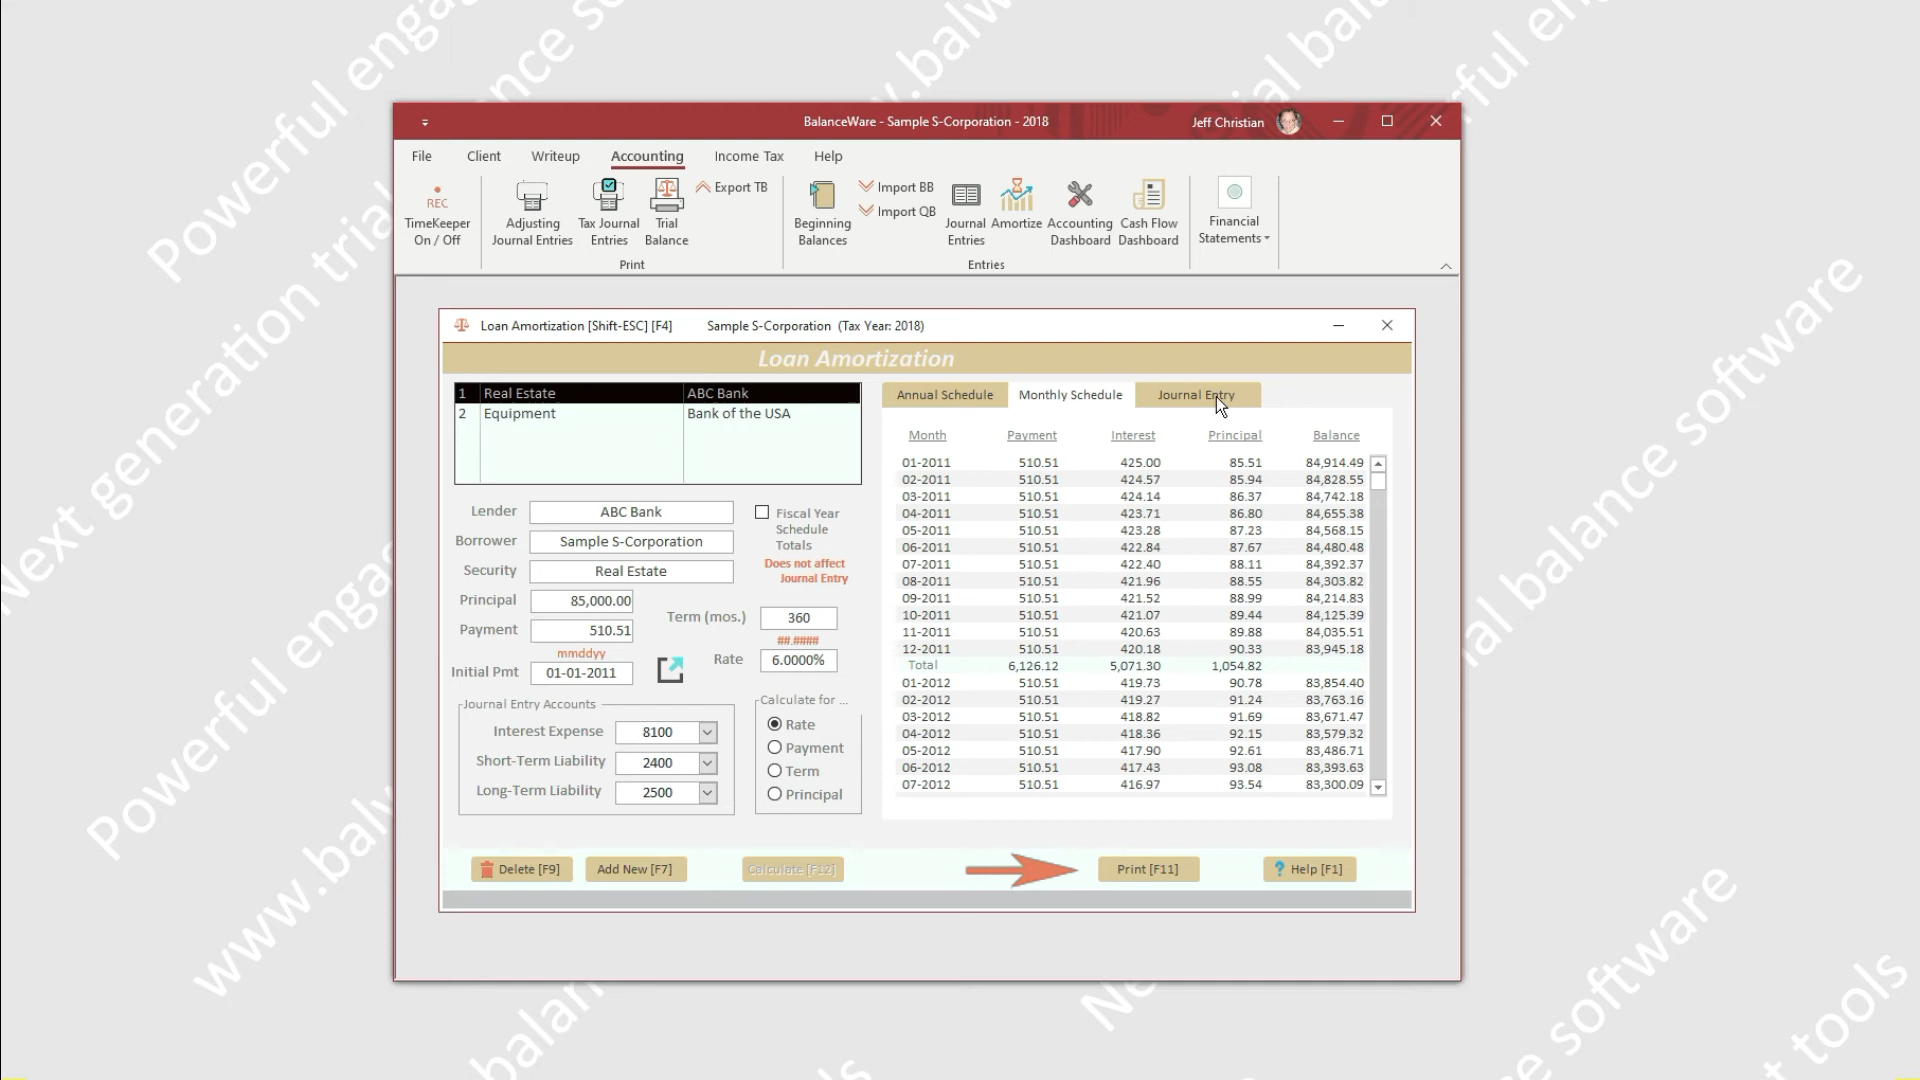 BalanceWare - Sample S-Corporation - 2018
Jeff Christian
File Client Writeup Accounting Income Tax Help
REC
TimeKeeper
On / Off
Adjusting
Journal Entries
Tax Journal
Entries
Trial
Balance
Export TB
Print
Beginning
Balances
Import BB
Import QB
Journal
Entries
Amortize
Accounting
Dashboard
Cash Flow
Dashboard
Entries
Financial
Statements
Loan Amortization [Shift-ESC] [F4] Sample S-Corporation (Tax Year: 2018)
Loan Amortization
1 Real Estate ABC Bank
2 Equipment Bank of the USA
Lender ABC Bank
Borrower Sample S-Corporation
Security Real Estate
Principal 85,000.00
Payment 510.51
mmddyy
Initial Pmt 01-01-2011
Fiscal Year
Schedule
Totals
Does not affect
Journal Entry
Term (mos.) 360
##.####
Rate 6.0000%
Journal Entry Accounts
Interest Expense 8100
Short-Term Liability 2400
Long-Term Liability 2500
Calculate for ...
Rate
Payment
Term
Principal
Annual Schedule Monthly Schedule Journal Entry
Month Payment Interest Principal Balance
01-2011 510.51 425.00 85.51 84,914.49
02-2011 510.51 424.57 85.94 84,828.55
03-2011 510.51 424.14 86.37 84,742.18
04-2011 510.51 423.71 86.80 84,655.38
05-2011 510.51 423.28 87.23 84,568.15
06-2011 510.51 422.84 87.67 84,480.48
07-2011 510.51 422.40 88.11 84,392.37
08-2011 510.51 421.96 88.55 84,303.82
09-2011 510.51 421.52 88.99 84,214.83
10-2011 510.51 421.07 89.44 84,125.39
11-2011 510.51 420.63 89.88 84,035.51
12-2011 510.51 420.18 90.33 83,945.18
Total 6,126.12 5,071.30 1,054.82
01-2012 510.51 419.73 90.78 83,854.40
02-2012 510.51 419.27 91.24 83,763.16
03-2012 510.51 418.82 91.69 83,671.47
04-2012 510.51 418.36 92.15 83,579.32
05-2012 510.51 417.90 92.61 83,486.71
06-2012 510.51 417.43 93.08 83,393.63
07-2012 510.51 416.97 93.54 83,300.09
Delete [F9] Add New [F7] Calculate [F12] Print [F11] Help [F1]
Powerful
Next generation
Powerful
balance software
software
tools